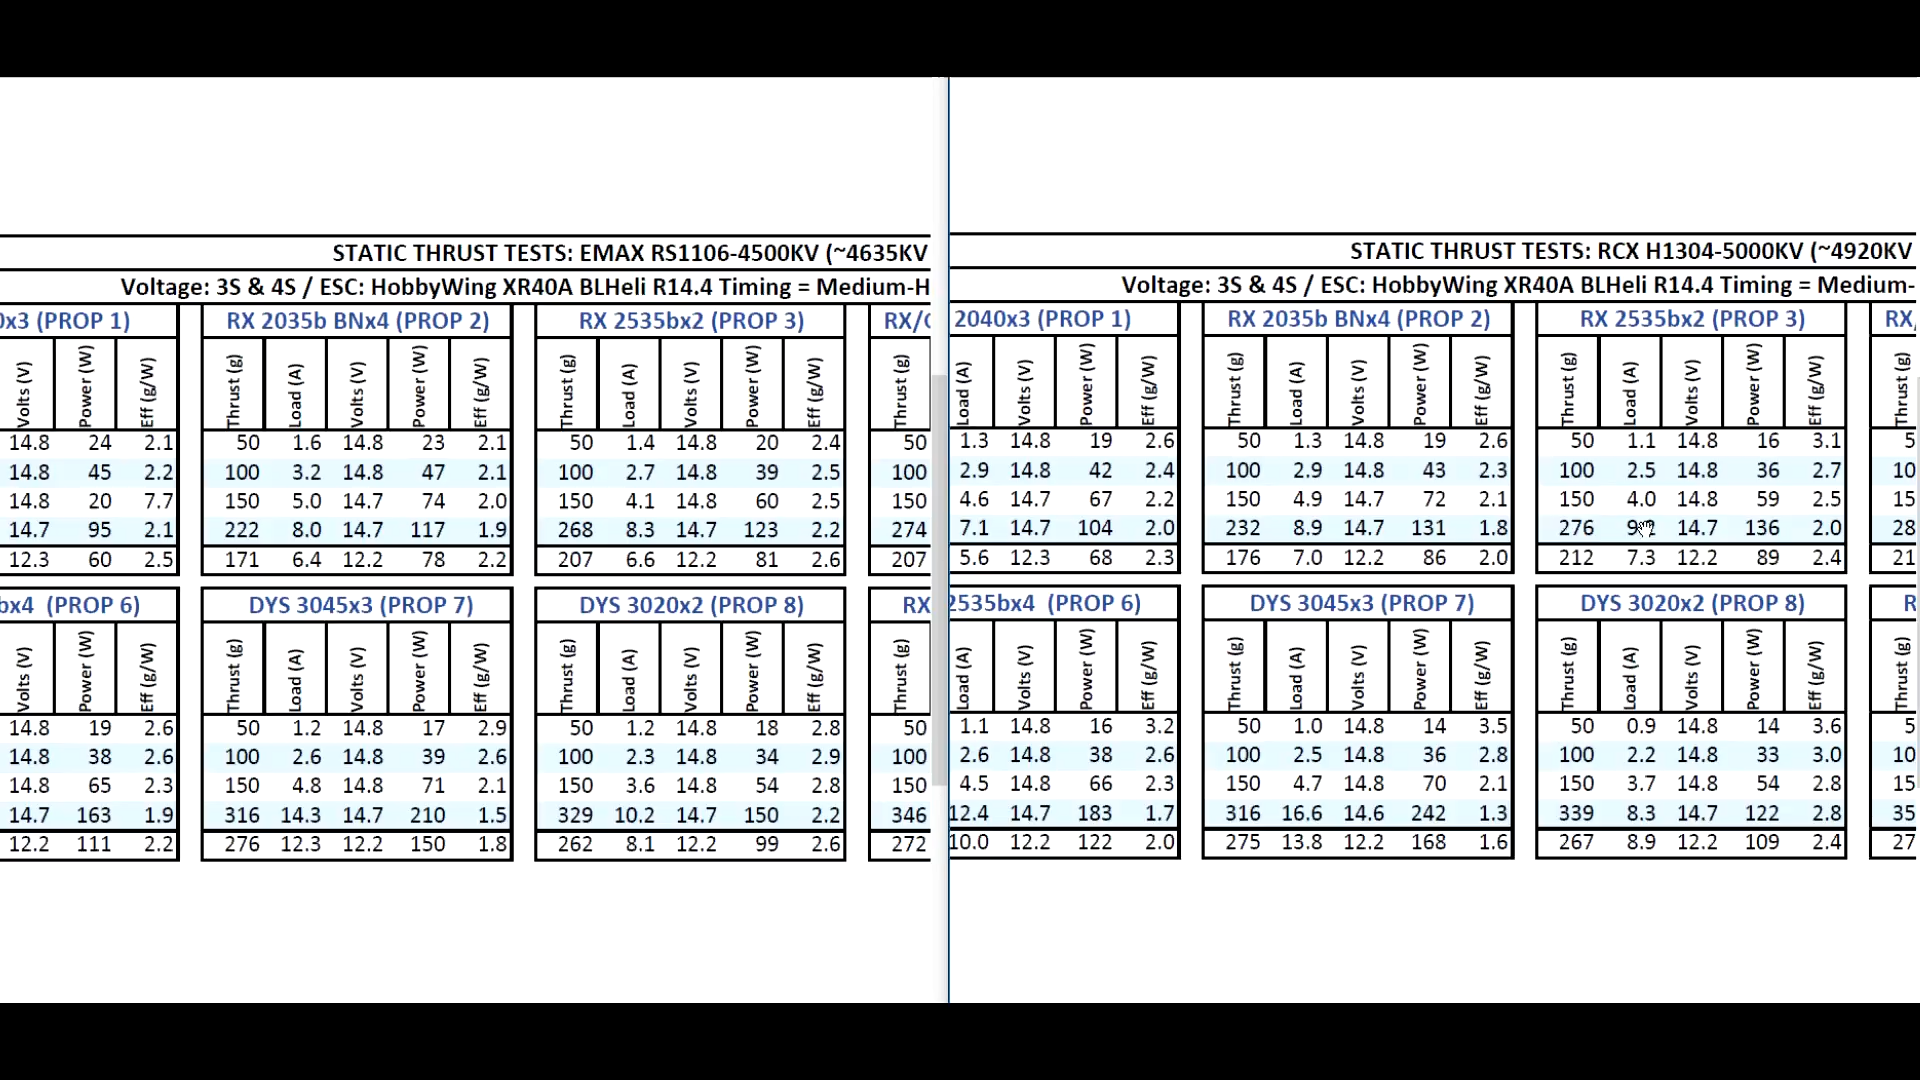 STATIC THRUST TESTS: EMAX RS1106-4500KV (~4635KV
Voltage: 3S & 4S / ESC: HobbyWing XR40A BLHeli R14.4 Timing = Medium-H
0x3 (PROP 1) RX 2035b BNx4 (PROP 2) RX 2535bx2 (PROP 3) RX/
Volts (V) Power (W) Eff (g/W) Thrust (g) Load (A) Volts (V) Power (W) Eff (g/W) Thrust (g) Load (A) Volts (V) Power (W) Eff (g/W) Thrust (g)
14.8 24 2.1 50 1.6 14.8 23 2.1 50 1.4 14.8 20 2.4 50
14.8 45 2.2 100 3.2 14.8 47 2.1 100 2.7 14.8 39 2.5 100
14.8 20 7.7 150 5.0 14.7 74 2.0 150 4.1 14.8 60 2.5 150
14.7 95 2.1 222 8.0 14.7 117 1.9 268 8.3 14.7 123 2.2 274
12.3 60 2.5 171 6.4 12.2 78 2.2 207 6.6 12.2 81 2.6 207
bx4 (PROP 6) DYS 3045x3 (PROP 7) DYS 3020x2 (PROP 8) RX
Volts (V) Power (W) Eff (g/W) Thrust (g) Load (A) Volts (V) Power (W) Eff (g/W) Thrust (g) Load (A) Volts (V) Power (W) Eff (g/W) Thrust (g)
14.8 19 2.6 50 1.2 14.8 17 2.9 50 1.2 14.8 18 2.8 50
14.8 38 2.6 100 2.6 14.8 39 2.6 100 2.3 14.8 34 2.9 100
14.8 65 2.3 150 4.8 14.8 71 2.1 150 3.6 14.8 54 2.8 150
14.7 163 1.9 316 14.3 14.7 210 1.5 329 10.2 14.7 150 2.2 346
12.2 111 2.2 276 12.3 12.2 150 1.8 262 8.1 12.2 99 2.6 272
STATIC THRUST TESTS: RCX H1304-5000KV (~4920KV
Voltage: 3S & 4S / ESC: HobbyWing XR40A BLHeli R14.4 Timing = Medium-
2040x3 (PROP 1) RX 2035b BNx4 (PROP 2) RX 2535bx2 (PROP 3) RX/
Load (A) Volts (V) Power (W) Eff (g/W) Thrust (g) Load (A) Volts (V) Power (W) Eff (g/W) Thrust (g) Load (A) Volts (V) Power (W) Eff (g/W) Thrust (g)
1.3 14.8 19 2.6 50 1.3 14.8 19 2.6 50 1.1 14.8 16 3.1 5
2.9 14.8 42 2.4 100 2.9 14.8 43 2.3 100 2.5 14.8 36 2.7 10
4.6 14.7 67 2.2 150 4.9 14.7 72 2.1 150 4.0 14.8 59 2.5 15
7.1 14.7 104 2.0 232 8.9 14.7 131 1.8 276 14.7 136 2.0 28
5.6 12.3 68 2.3 176 7.0 12.2 86 2.0 212 7.3 12.2 89 2.4 21
2535bx4 (PROP 6) DYS 3045x3 (PROP 7) DYS 3020x2 (PROP 8) R
Load (A) Volts (V) Power (W) Eff (g/W) Thrust (g) Load (A) Volts (V) Power (W) Eff (g/W) Thrust (g) Load (A) Volts (V) Power (W) Eff (g/W) Thrust (g)
1.1 14.8 16 3.2 50 1.0 14.8 14 3.5 50 0.9 14.8 14 3.6 5
2.6 14.8 38 2.6 100 2.5 14.8 36 2.8 100 2.2 14.8 33 3.0 10
4.5 14.8 66 2.3 150 4.7 14.8 70 2.1 150 3.7 14.8 54 2.8 15
12.4 14.7 183 1.7 316 16.6 14.6 242 1.3 339 8.3 14.7 122 2.8 35
10.0 12.2 122 2.0 275 13.8 12.2 168 1.6 267 8.9 12.2 109 2.4 27